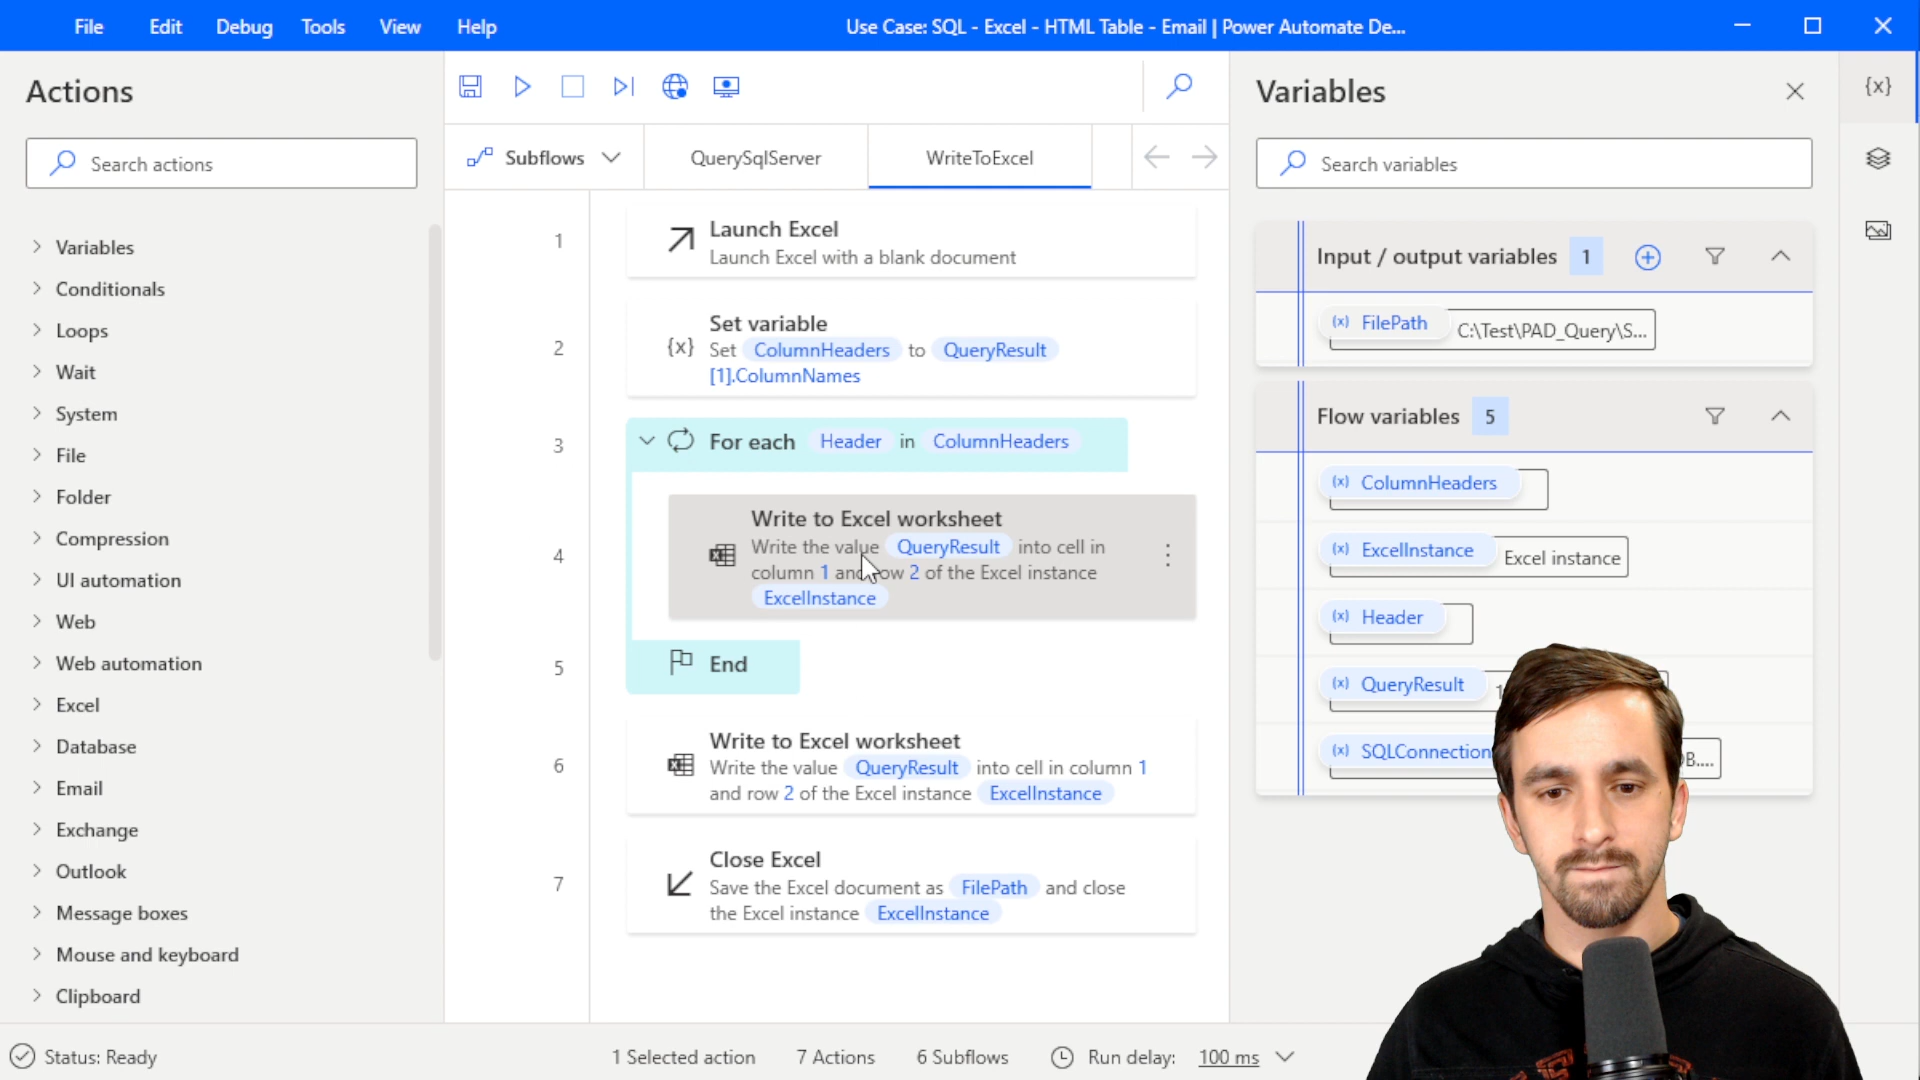 File Edit Debug Tools View Help
Use Case: SQL - Excel - HTML Table - Email | Power Automate De...
Actions
Search actions
Variables
Conditionals
Loops
Wait
System
File
Folder
Compression
UI automation
Web
Web automation
Excel
Database
Email
Exchange
Outlook
Message boxes
Mouse and keyboard
Clipboard
Subflows
QuerySqlServer
WriteToExcel
1
Launch Excel
Launch Excel with a blank document
2
{x}
Set variable
Set ColumnHeaders to QueryResult
[1].ColumnNames
3
For each Header in ColumnHeaders
4
Write to Excel worksheet
Write the value QueryResult into cell in
column 1 and row 2 of the Excel instance
ExcelInstance
5
End
6
Write to Excel worksheet
Write the value QueryResult into cell in column 1
and row 2 of the Excel instance ExcelInstance
7
Close Excel
Save the Excel document as FilePath and close
the Excel instance ExcelInstance
Variables
{x}
Search variables
Input / output variables 1
(x) FilePath C:\Test\PAD_Query\S...
Flow variables 5
(x) ColumnHeaders
(x) ExcelInstance Excel instance
(x) Header
(x) QueryResult
(x) SQLConnection
Status: Ready
1 Selected action
7 Actions
6 Subflows
Run delay: 100 ms